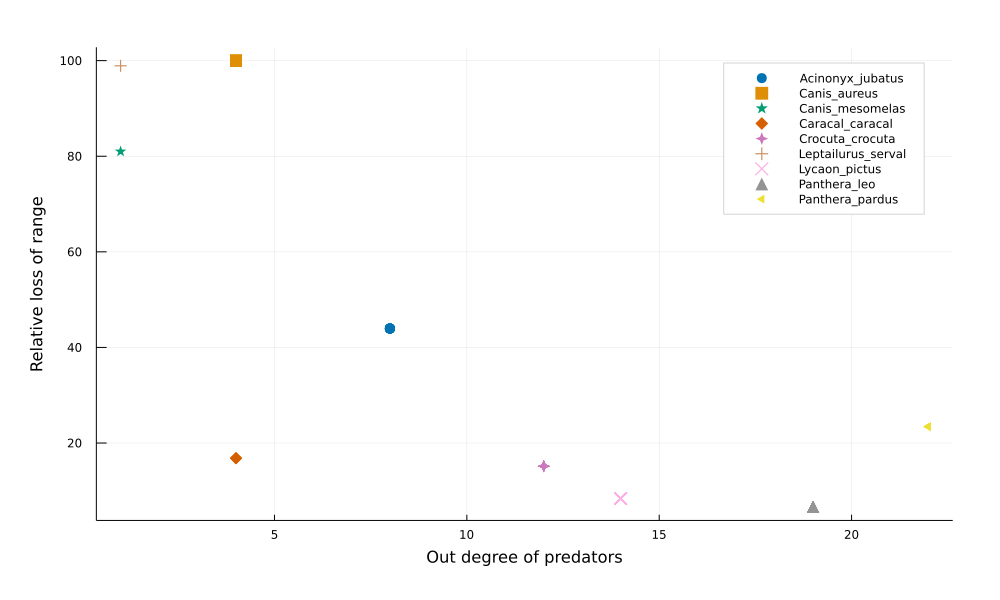 100
80
60
40
20
Relative loss of range
Acinonyx_jubatus
Canis_aureus
Canis_mesomelas
Caracal_caracal
Crocuta_crocuta
Leptailurus_serval
Lycaon_pictus
Panthera_leo
Panthera_pardus
5 10 15 20
Out degree of predators